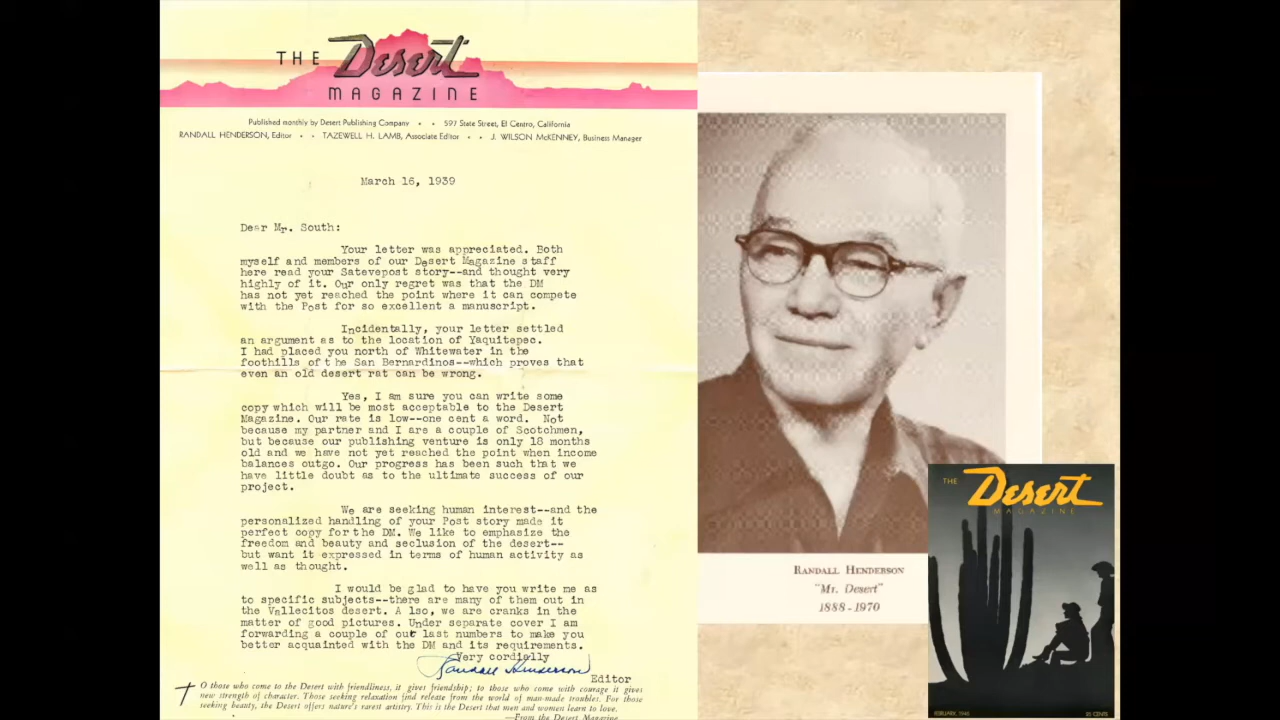 THE Desert
MAGAZINE
Published monthly by Desert Publishing Company • • 597 State Street, El Centro, California
RANDALL HENDERSON, Editor • • TAZEWELL H. LAMB, Associate Editor • • J. WILSON McKENNEY, Business Manager
March 16, 1939
Dear Mr. South:
Your letter was appreciated. Both
myself and members of our Desert Magazine staff
here read your Satevepost story--and thought very
highly of it. Our only regret was that the DM
has not yet reached the point where it can compete
with the Post for so excellent a manuscript.
Incidentally, your letter settled
an argument as to the location of Yaquitepec.
I had placed you north of Whitewater in the
foothills of the San Bernardinos--which proves that
even an old desert rat can be wrong.
Yes, I am sure you can write some
copy which will be most acceptable to the Desert
Magazine. Our rate is low--one cent a word. Not
because my partner and I are a couple of Scotchmen,
but because our publishing venture is only 18 months
old and we have not yet reached the point when income
balances outgo. Our progress has been such that we
have little doubt as to the ultimate success of our
project.
We are seeking human interest--and the
personalized handling of your Post story made it
perfect copy for the DM. We like to emphasize the
freedom and beauty and seclusion of the desert--
but want it expressed in terms of human activity as
well as thought.
I would be glad to have you write me as
to specific subjects--there are many of them out in
the Vallecitos desert. A lso, we are cranks in the
matter of good pictures. Under separate cover I am
forwarding a couple of out last numbers to make you
better acquainted with the DM and its requirements.
Very cordially
Randall Henderson
Editor
O those who come to the Desert with friendliness, it gives friendship; to those who come with courage it gives
new strength of character. Those seeking relaxation find release from the world of man-made troubles. For those
seeking beauty, the Desert offers nature's rarest artistry. This is the Desert that men and women learn to love.
—From the Desert Magazine
RANDALL HENDERSON
"Mr. Desert"
1888-1970
THE Desert
MAGAZINE
25 CENTS